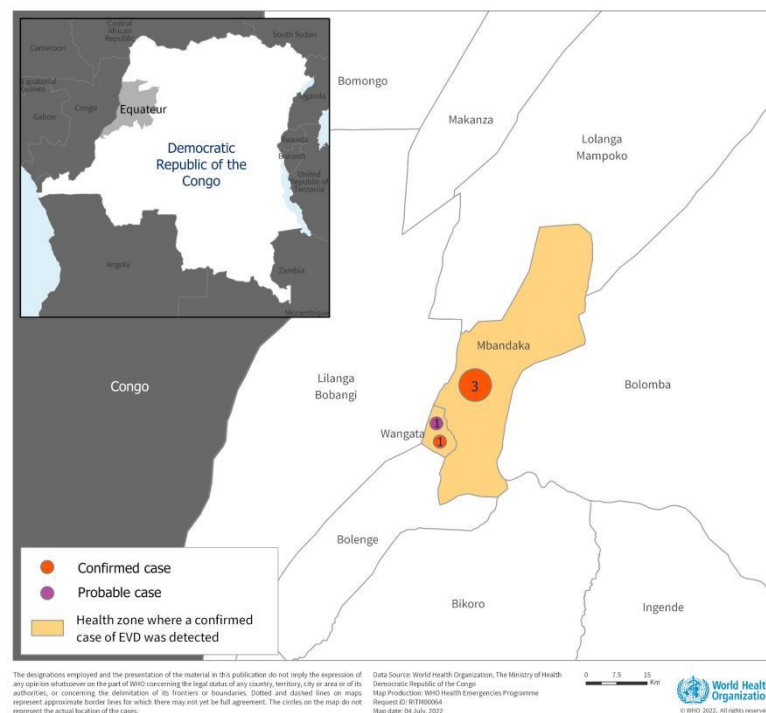 Central
African
Republic
South Sudan
Cameroon
Equatorial
Guinea
Congo
Gabon
Equateur
Uganda
Rwanda
Burundi
Democratic
Republic of the
Congo
United
Republic of
Tanzania
Angola
Zambia
Mozambique
Bomongo
Makanza
Lolanga
Mampoko
Mbandaka
3
Congo
Lilanga
Bobangi
Bolomba
Wangata
1
1
Bolenge
Bikoro
Ingende
Confirmed case
Probable case
Health zone where a confirmed
case of EVD was detected
The designations employed and the presentation of the material in this publication do not imply the expression of
any opinion whatsoever on the part of WHO concerning the legal status of any country, territory, city or area or of its
authorities, or concerning the delimitation of its frontiers or boundaries. Dotted and dashed lines on maps
represent approximate border lines for which there may not yet be full agreement. The circles on the map do not
represent the actual location of the cases.
Data Source: World Health Organization, The Ministry of Health
Democratic Republic of the Congo
Map Production: WHO Health Emergencies Programme
Request ID: RITM00064
Map date: 04 July, 2022
0 7.5 15
Km
World Health
Organization
© WHO 2022. All rights reserved